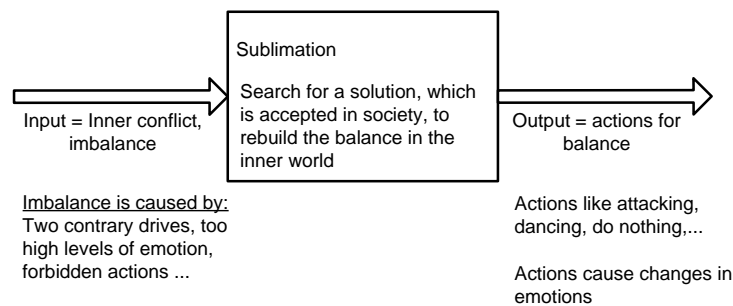 Sublimation
Search for a solution, which
is accepted in society, to
rebuild the balance in the
inner world
Input = Inner conflict,
imbalance
Output = actions for
balance
Imbalance is caused by:
Two contrary drives, too
high levels of emotion,
forbidden actions ...
Actions like attacking,
dancing, do nothing,...
Actions cause changes in
emotions